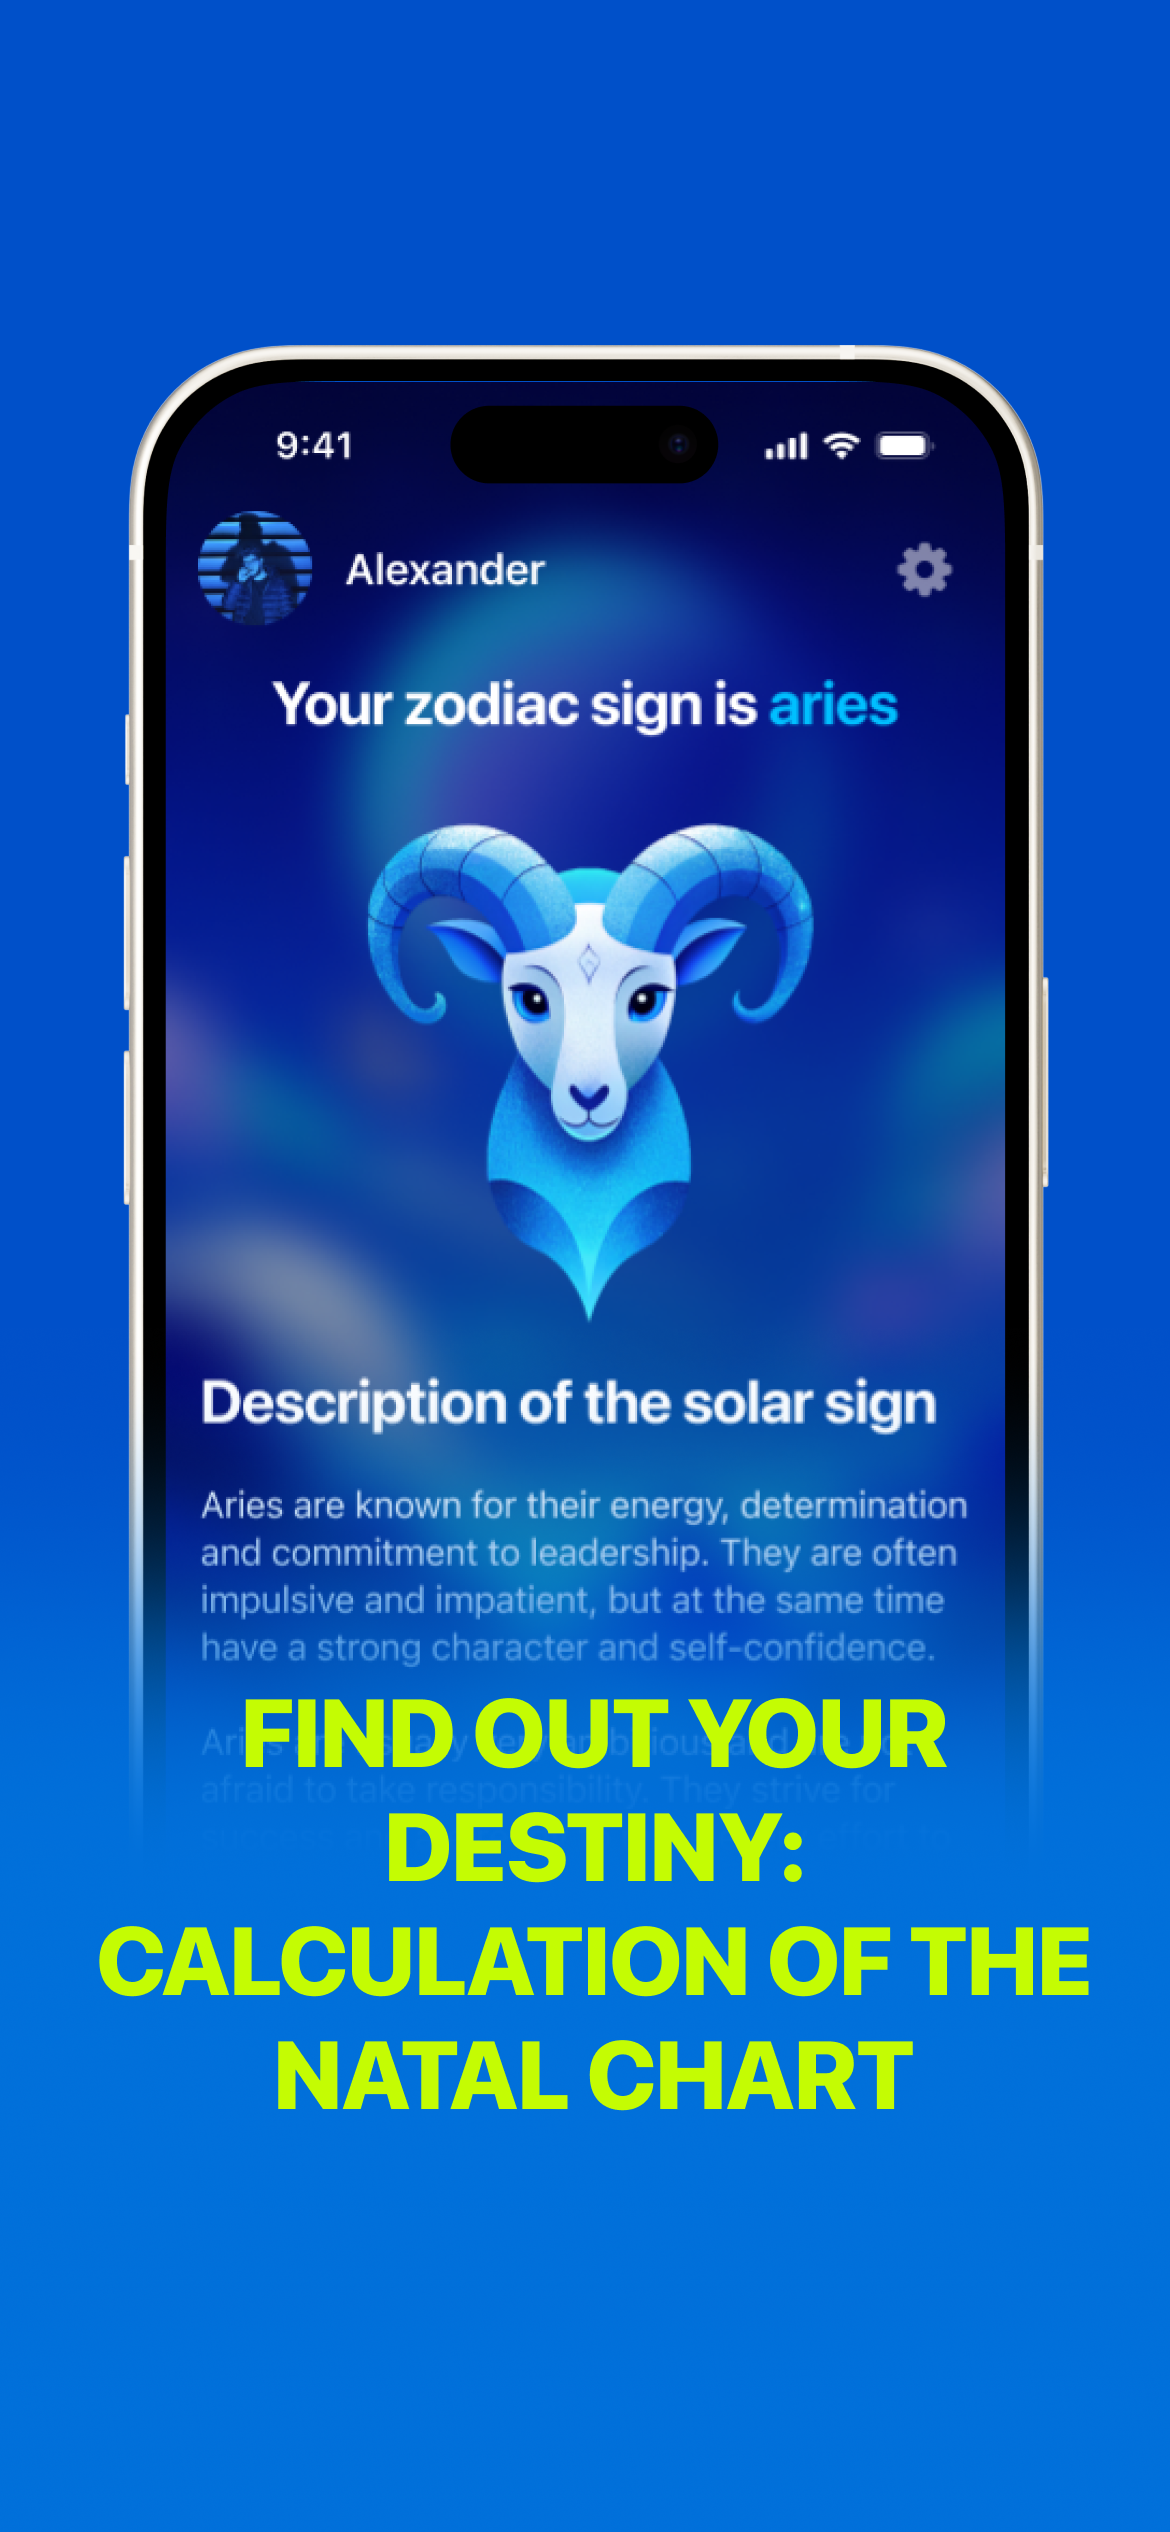 9:41
Alexander
Your zodiac sign is aries
Description of the solar sign
Aries are known for their energy, determination
and commitment to leadership. They are often
impulsive and impatient, but at the same time
have a strong character and self-confidence.
FIND OUT YOUR
afraid to take responsibility. They strive for
DESTINY:
CALCULATION OF THE
NATAL CHART